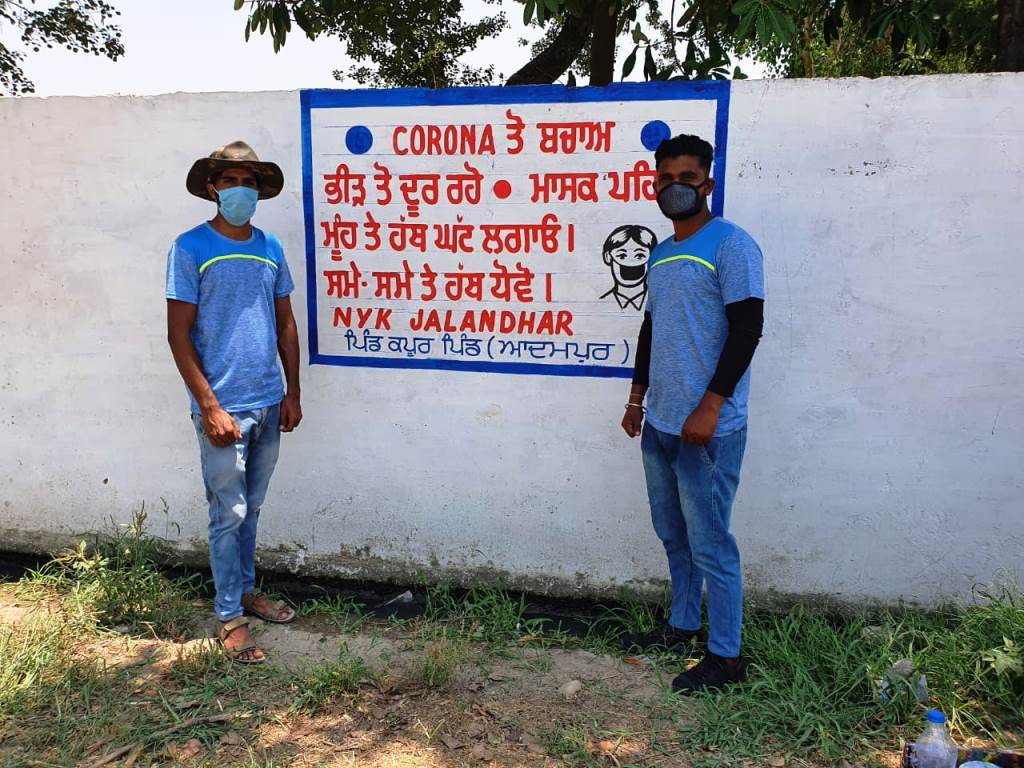 CORONA ਤੋ ਬਚਾਅ
ਭੀੜ ਤੋ ਦੂਰ ਰਹੋ • ਮਾਸਕ
ਮੂੰਹ ਤੇ ਹੱਥ ਘੱਟ ਲਗਾਓ।
ਸਮੇ-ਸਮੇ ਤੇ ਹੱਥ ਧੋਵੋ।
NYK JALANDHAR
ਪਿੰਡ ਕਪੂਰ ਪਿੰਡ (ਆਦਮਪੁਰ)